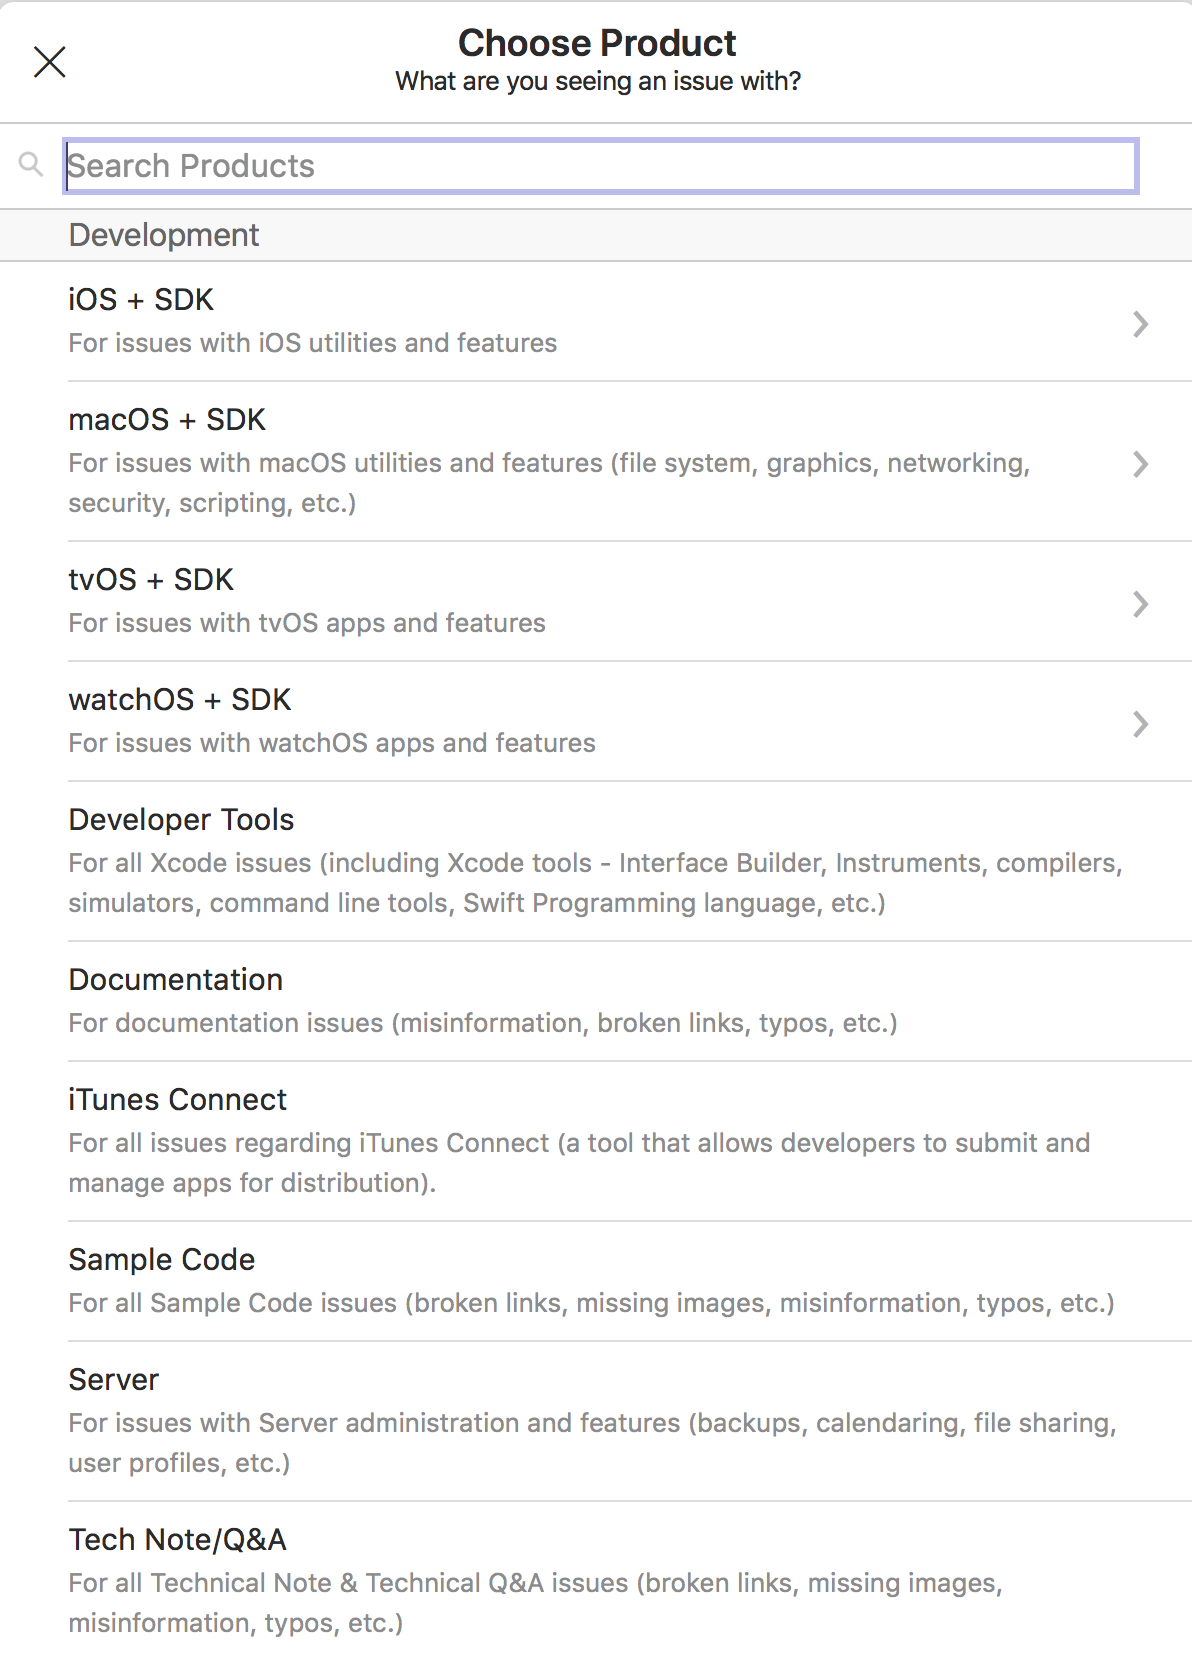 Choose Product
What are you seeing an issue with?
Search Products
Development
iOS + SDK
For issues with iOS utilities and features
macOS + SDK
For issues with macOS utilities and features (file system, graphics, networking,
security, scripting, etc.)
tvOS + SDK
For issues with tvOS apps and features
watchOS + SDK
For issues with watchOS apps and features
Developer Tools
For all Xcode issues (including Xcode tools - Interface Builder, Instruments, compilers,
simulators, command line tools, Swift Programming language, etc.)
Documentation
For documentation issues (misinformation, broken links, typos, etc.)
iTunes Connect
For all issues regarding iTunes Connect (a tool that allows developers to submit and
manage apps for distribution).
Sample Code
For all Sample Code issues (broken links, missing images, misinformation, typos, etc.)
Server
For issues with Server administration and features (backups, calendaring, file sharing,
user profiles, etc.)
Tech Note/Q&A
For all Technical Note & Technical Q&A issues (broken links, missing images,
misinformation, typos, etc.)